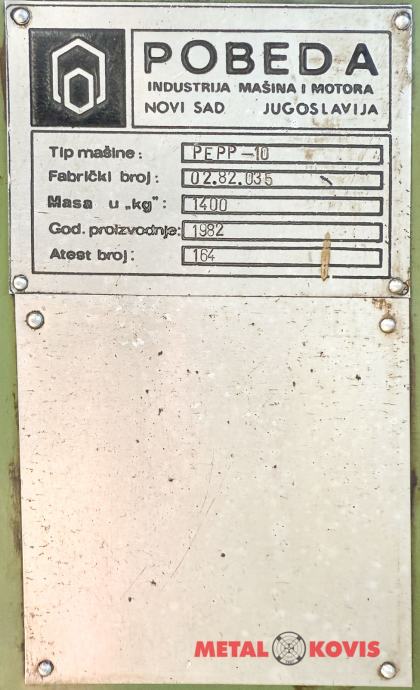 POBEDA
INDUSTRIJA MAŠINA I MOTORA
NOVI SAD JUGOSLAVIJA
Tip mašine: PEPP-10
Fabrički broj: 02.82.035
Masa u „kg": 1400
God. proizvodnje: 1982
Atest broj: 164
METAL KOVIS